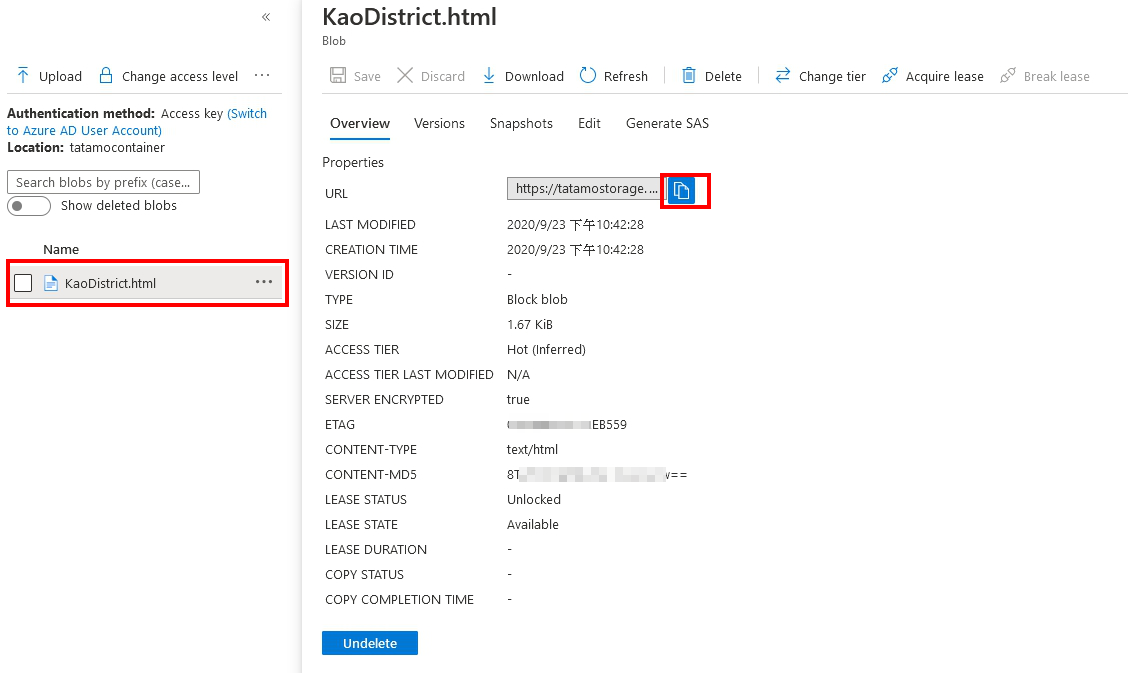 «
Upload
Change access level
...
Authentication method: Access key (Switch
to Azure AD User Account)
Location: tatamocontainer
Search blobs by prefix (case...
Show deleted blobs
Name
KaoDistrict.html
...
KaoDistrict.html
Blob
Save
Discard
Download
Refresh
Delete
Change tier
Acquire lease
Break lease
Overview
Versions
Snapshots
Edit
Generate SAS
Properties
URL https://tatamostorage....
LAST MODIFIED 2020/9/23 下午10:42:28
CREATION TIME 2020/9/23 下午10:42:28
VERSION ID -
TYPE Block blob
SIZE 1.67 KiB
ACCESS TIER Hot (Inferred)
ACCESS TIER LAST MODIFIED N/A
SERVER ENCRYPTED true
ETAG EB559
CONTENT-TYPE text/html
CONTENT-MD5 8T ==
LEASE STATUS Unlocked
LEASE STATE Available
LEASE DURATION -
COPY STATUS -
COPY COMPLETION TIME -
Undelete